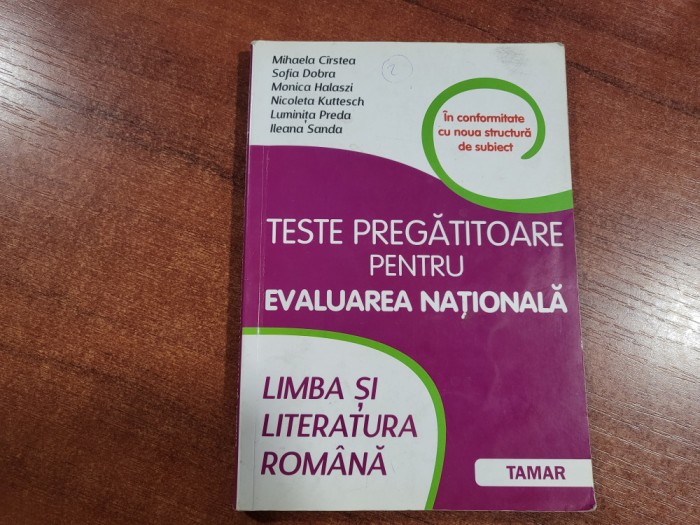 Mihaela Cîrstea
Sofia Dobra
Monica Halaszi
Nicoleta Kuttesch
Luminița Preda
Ileana Sanda
2
În conformitate
cu noua structură
de subiect
TESTE PREGĂTITOARE
PENTRU
EVALUAREA NAȚIONALĂ
LIMBA ȘI
LITERATURA
ROMÂNĂ
TAMAR